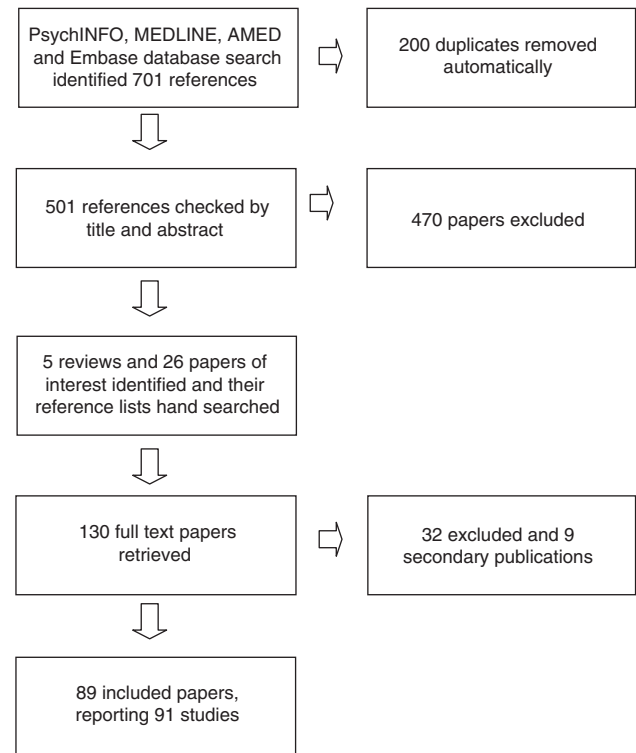 PsychINFO, MEDLINE, AMED
and Embase database search
identified 701 references
200 duplicates removed
automatically
501 references checked by
title and abstract
470 papers excluded
5 reviews and 26 papers of
interest identified and their
reference lists hand searched
130 full text papers
retrieved
32 excluded and 9
secondary publications
89 included papers,
reporting 91 studies